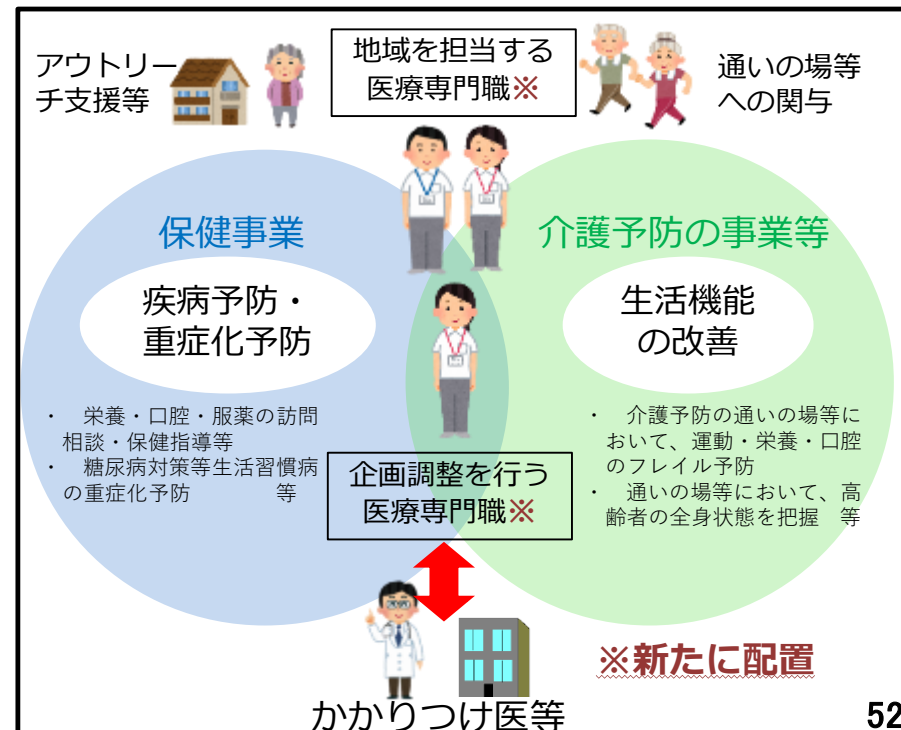 アウトリー
チ支援等
地域を担当する
医療専門職※
通いの場等
への関与
保健事業
疾病予防・
重症化予防
・　栄養・口腔・服薬の訪問
相談・保健指導等
・　糖尿病対策等生活習慣病
の重症化予防　　　　等
介護予防の事業等
生活機能
の改善
・　介護予防の通いの場等に
おいて、運動・栄養・口腔
のフレイル予防
・　通いの場等において、高
齢者の全身状態を把握　等
企画調整を行う
医療専門職※
※新たに配置
かかりつけ医等
52